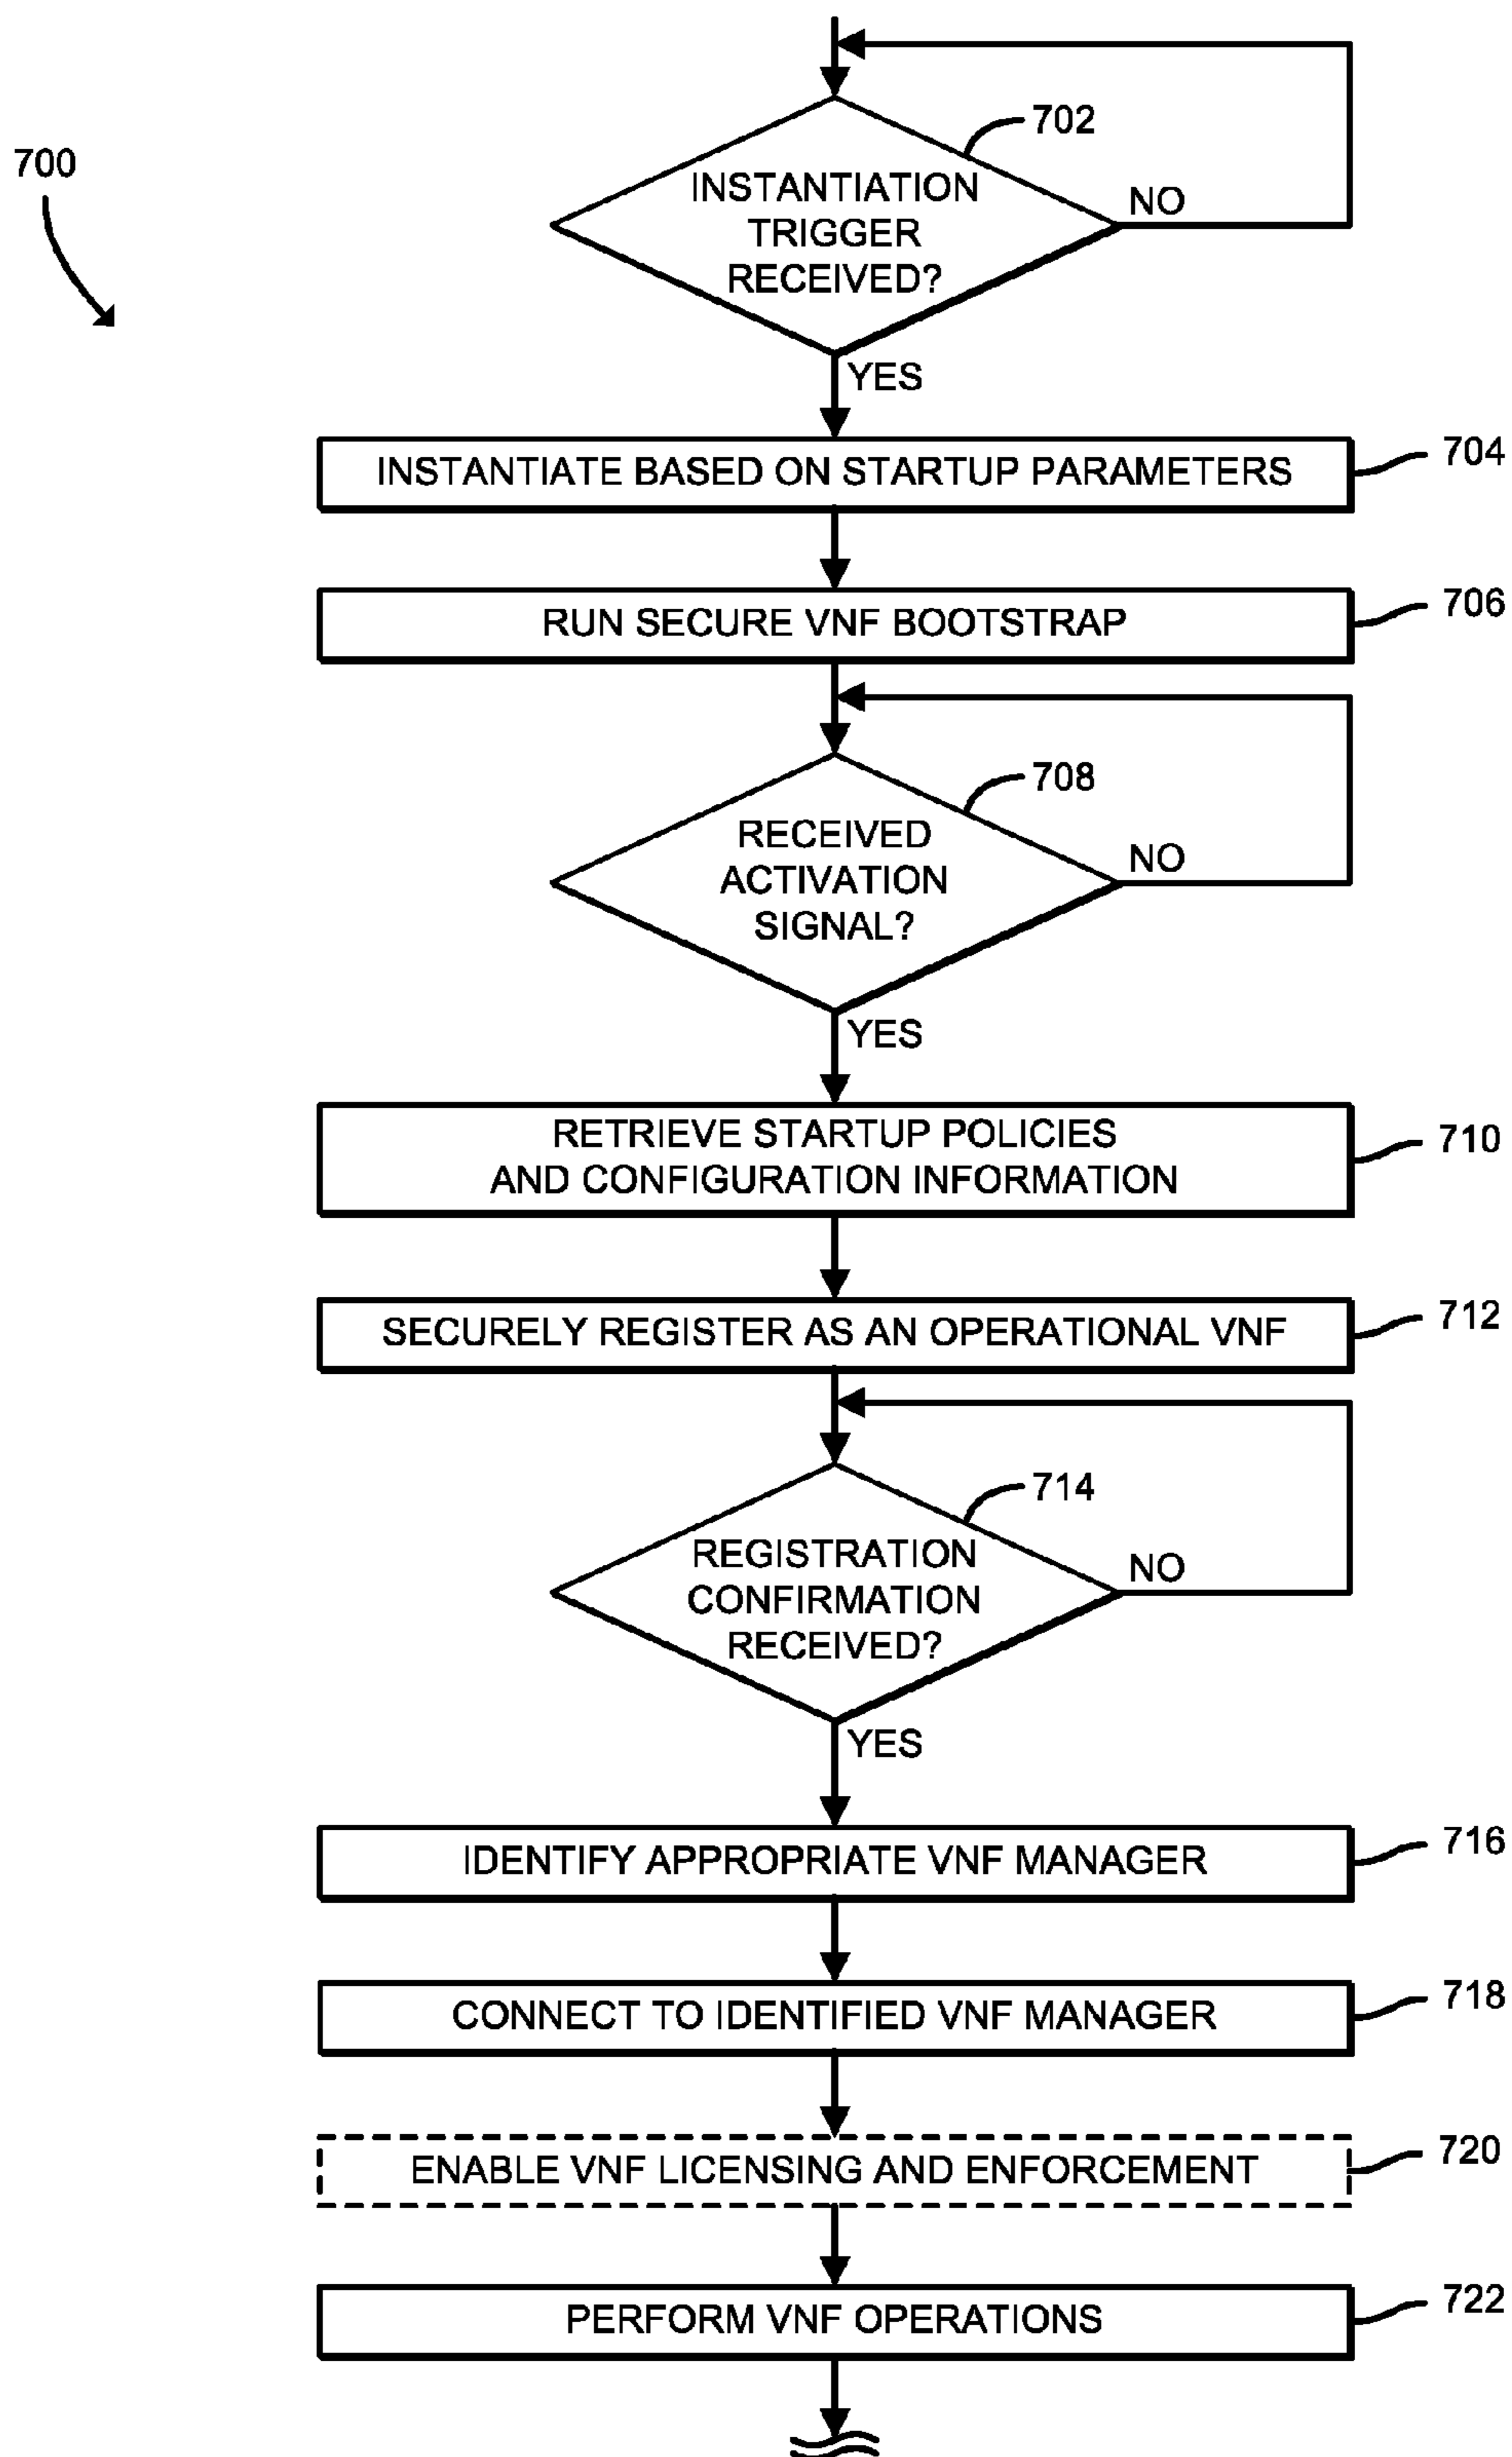 700
702
INSTANTIATION
TRIGGER
RECEIVED?
NO
YES
INSTANTIATE BASED ON STARTUP PARAMETERS
704
RUN SECURE VNF BOOTSTRAP
706
708
RECEIVED
ACTIVATION
SIGNAL?
NO
YES
RETRIEVE STARTUP POLICIES
AND CONFIGURATION INFORMATION
710
SECURELY REGISTER AS AN OPERATIONAL VNF
712
714
REGISTRATION
CONFIRMATION
RECEIVED?
NO
YES
IDENTIFY APPROPRIATE VNF MANAGER
716
CONNECT TO IDENTIFIED VNF MANAGER
718
ENABLE VNF LICENSING AND ENFORCEMENT
720
PERFORM VNF OPERATIONS
722